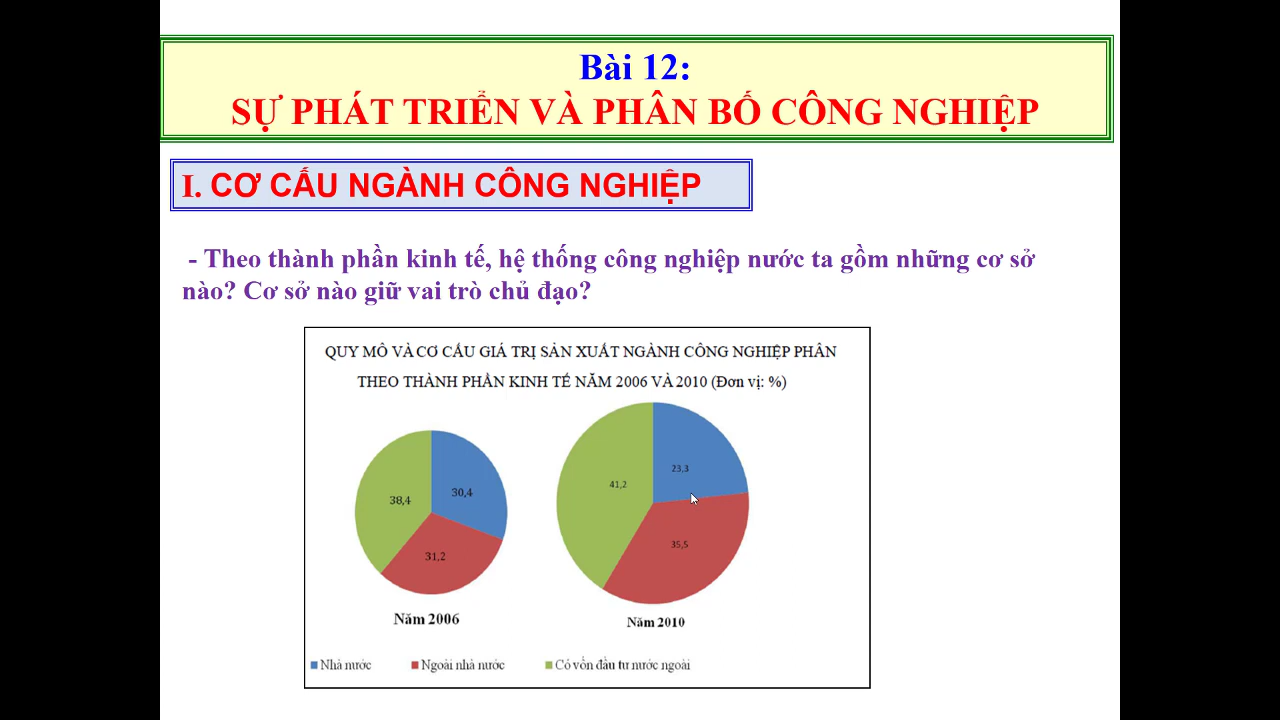 Bài 12:
SỰ PHÁT TRIỂN VÀ PHÂN BỐ CÔNG NGHIỆP
I. CƠ CẤU NGÀNH CÔNG NGHIỆP
- Theo thành phần kinh tế, hệ thống công nghiệp nước ta gồm những cơ sở
nào? Cơ sở nào giữ vai trò chủ đạo?
QUY MÔ VÀ CƠ CẤU GIÁ TRỊ SẢN XUẤT NGÀNH CÔNG NGHIỆP PHÂN
THEO THÀNH PHẦN KINH TẾ NĂM 2006 VÀ 2010 (Đơn vị: %)
38,4
30,4
31,2
41,2
23,3
35,5
Năm 2006
Năm 2010
Nhà nước
Ngoài nhà nước
Có vốn đầu tư nước ngoài